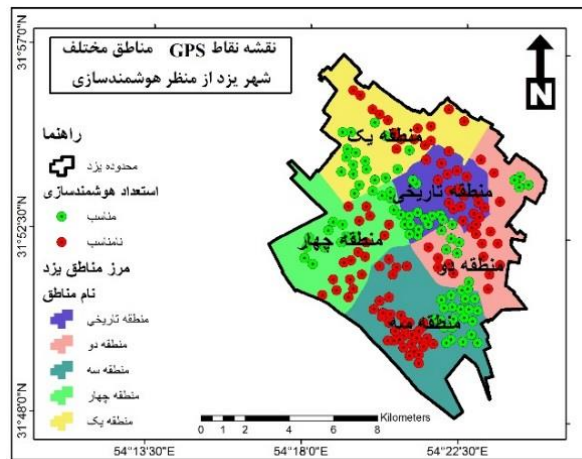 نقشه نقاط GPS مناطق مختلف
شهر یزد از منظر هوشمندسازی
N
31°57'0"N
31°52'30"N
31°48'0"N
راهنما
محدوده یزد
استعداد هوشمندسازی
مناسب
نامناسب
مرز مناطق یزد
نام مناطق
منطقه تاریخی
منطقه دو
منطقه سه
منطقه چهار
منطقه یک
منطقه یک
منطقه تاریخی
منطقه چهار
منطقه دو
منطقه سه
0 1 2 4 6 8 Kilometers
54°13'30"E 54°18'0"E 54°22'30"E